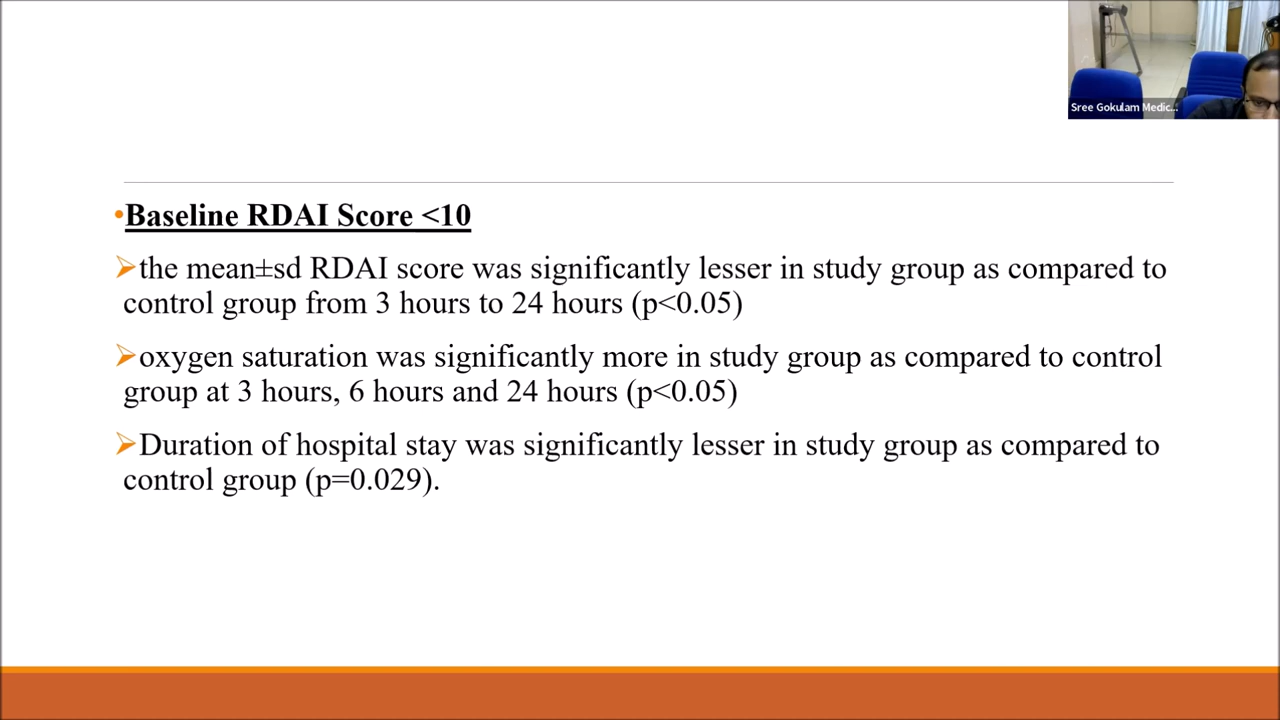 Sree Gokulam Medic...
•Baseline RDAI Score <10
➢the mean±sd RDAI score was significantly lesser in study group as compared to
control group from 3 hours to 24 hours (p<0.05)
➢oxygen saturation was significantly more in study group as compared to control
group at 3 hours, 6 hours and 24 hours (p<0.05)
➢Duration of hospital stay was significantly lesser in study group as compared to
control group (p=0.029).